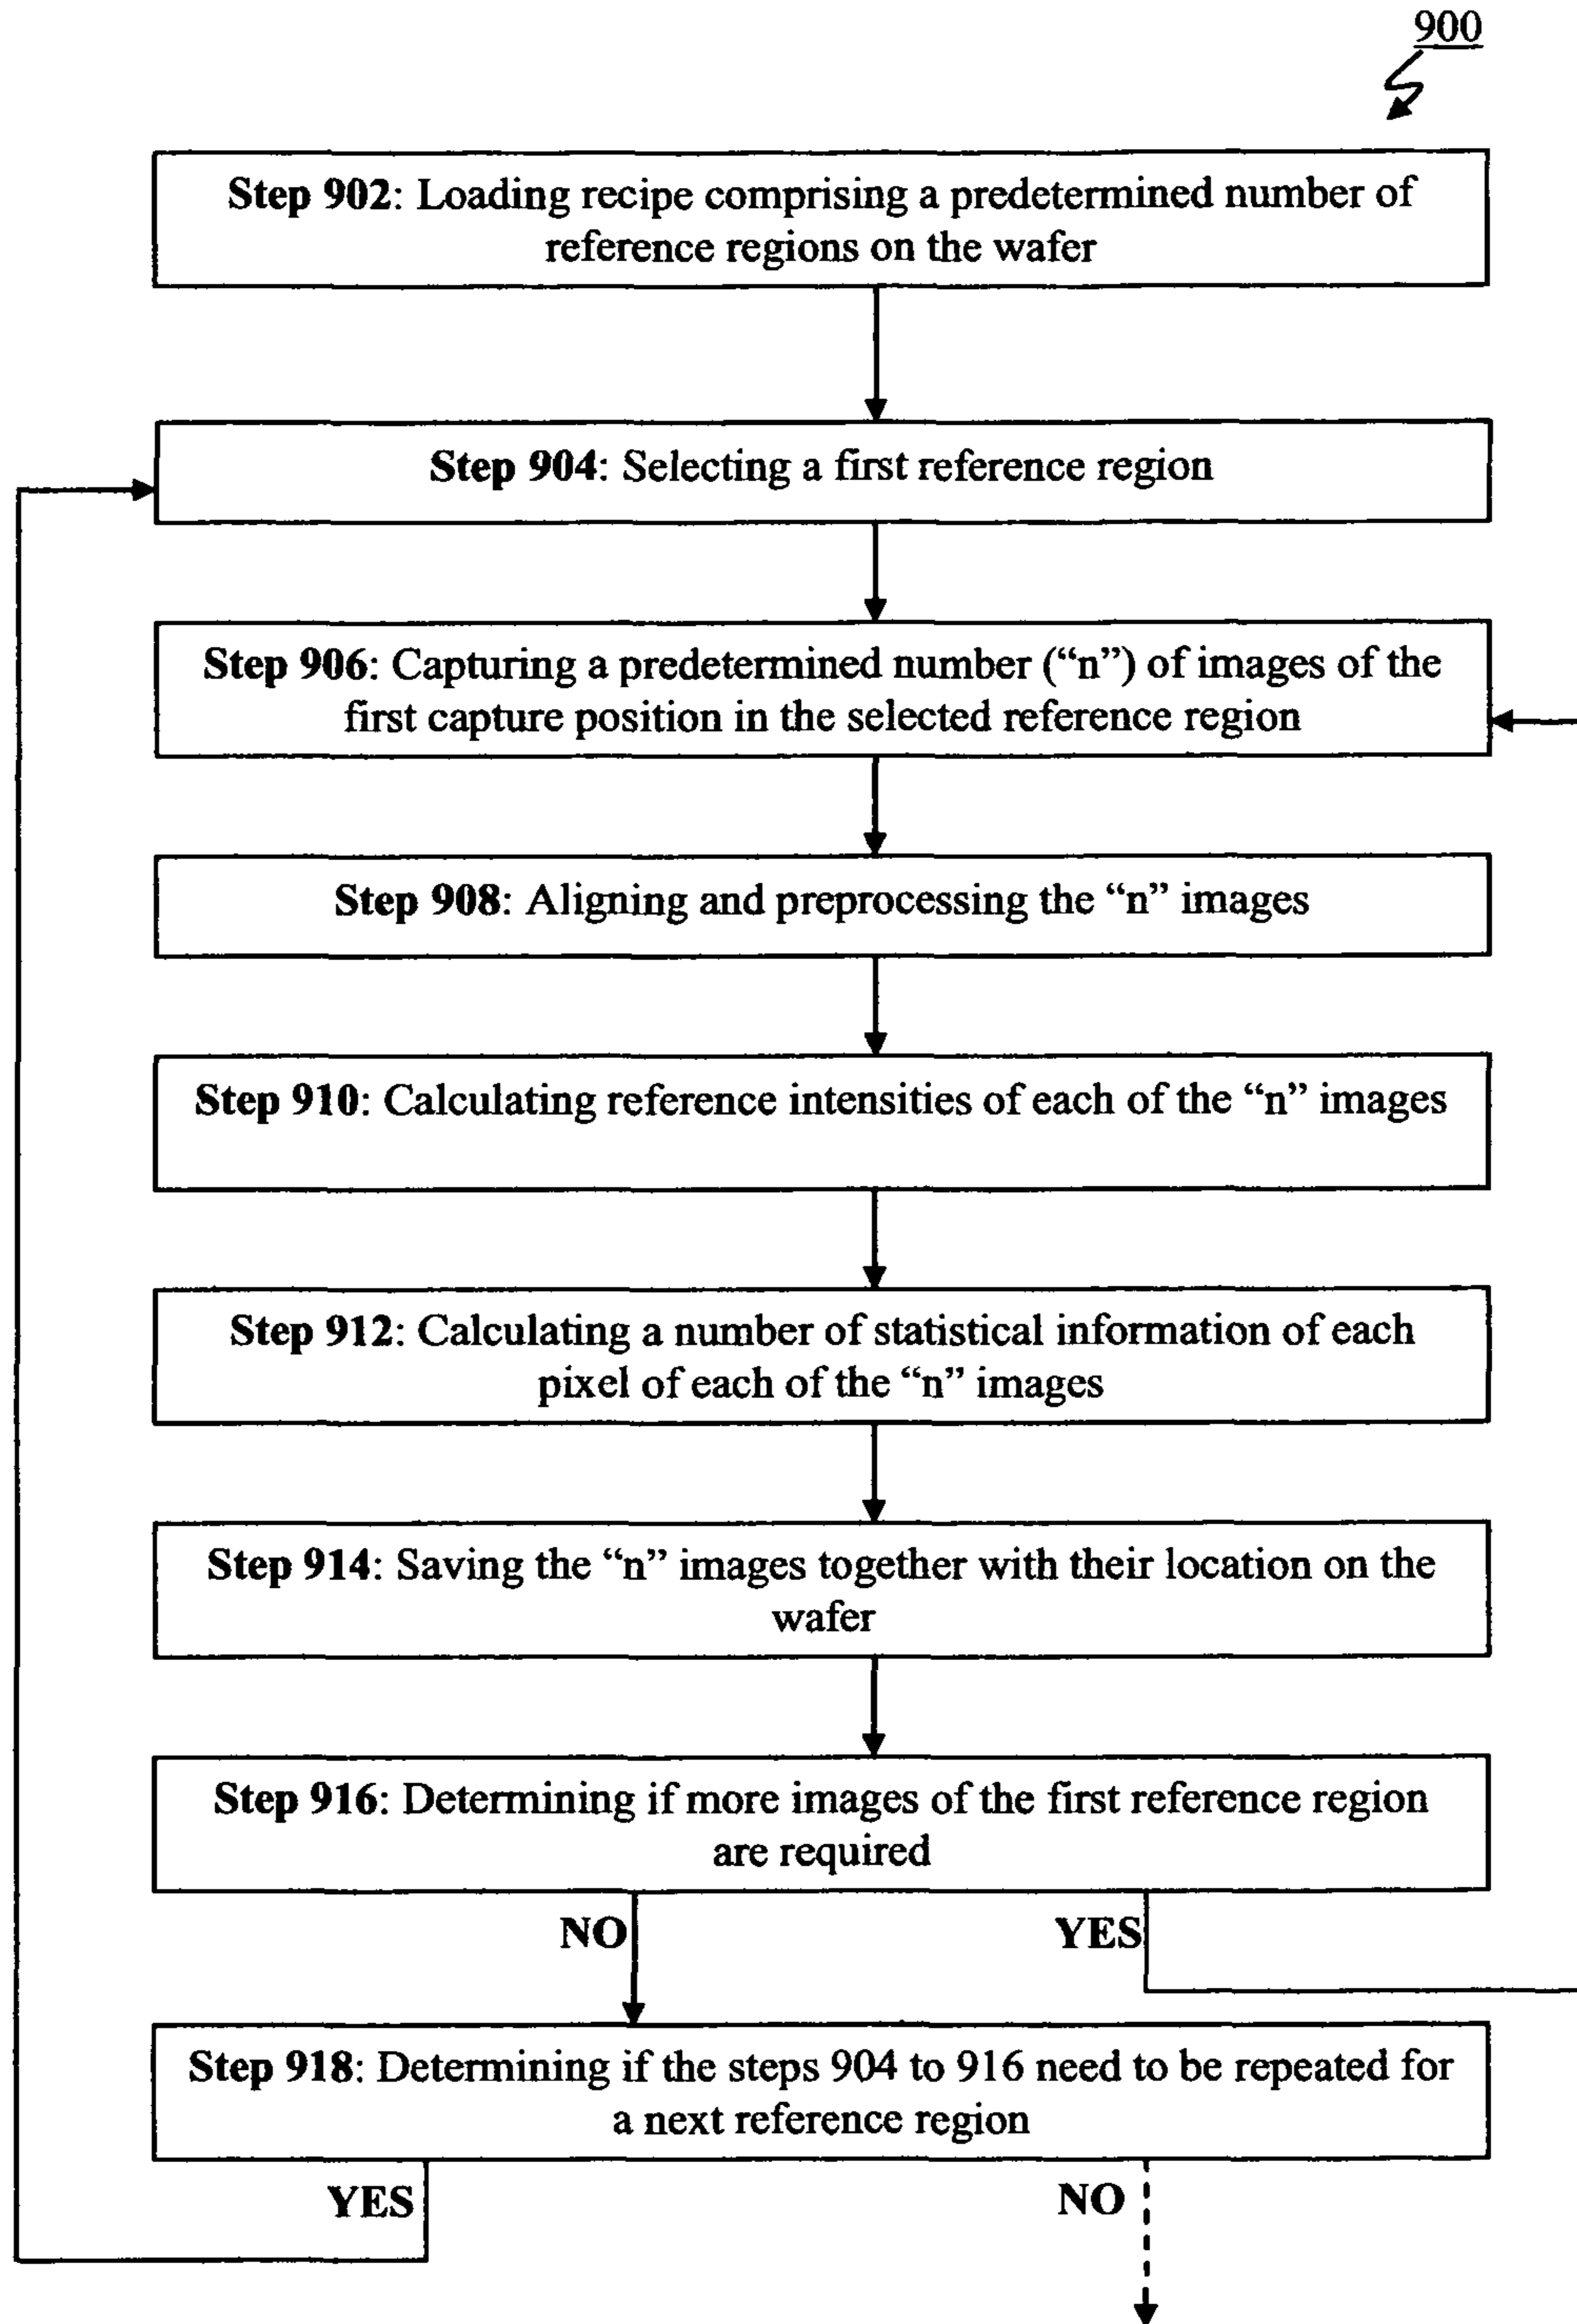 900
Step 902: Loading recipe comprising a predetermined number of
reference regions on the wafer
Step 904: Selecting a first reference region
Step 906: Capturing a predetermined number (“n”) of images of the
first capture position in the selected reference region
Step 908: Aligning and preprocessing the “n” images
Step 910: Calculating reference intensities of each of the “n” images
Step 912: Calculating a number of statistical information of each
pixel of each of the “n” images
Step 914: Saving the “n” images together with their location on the
wafer
Step 916: Determining if more images of the first reference region
are required
NO
YES
Step 918: Determining if the steps 904 to 916 need to be repeated for
a next reference region
YES
NO